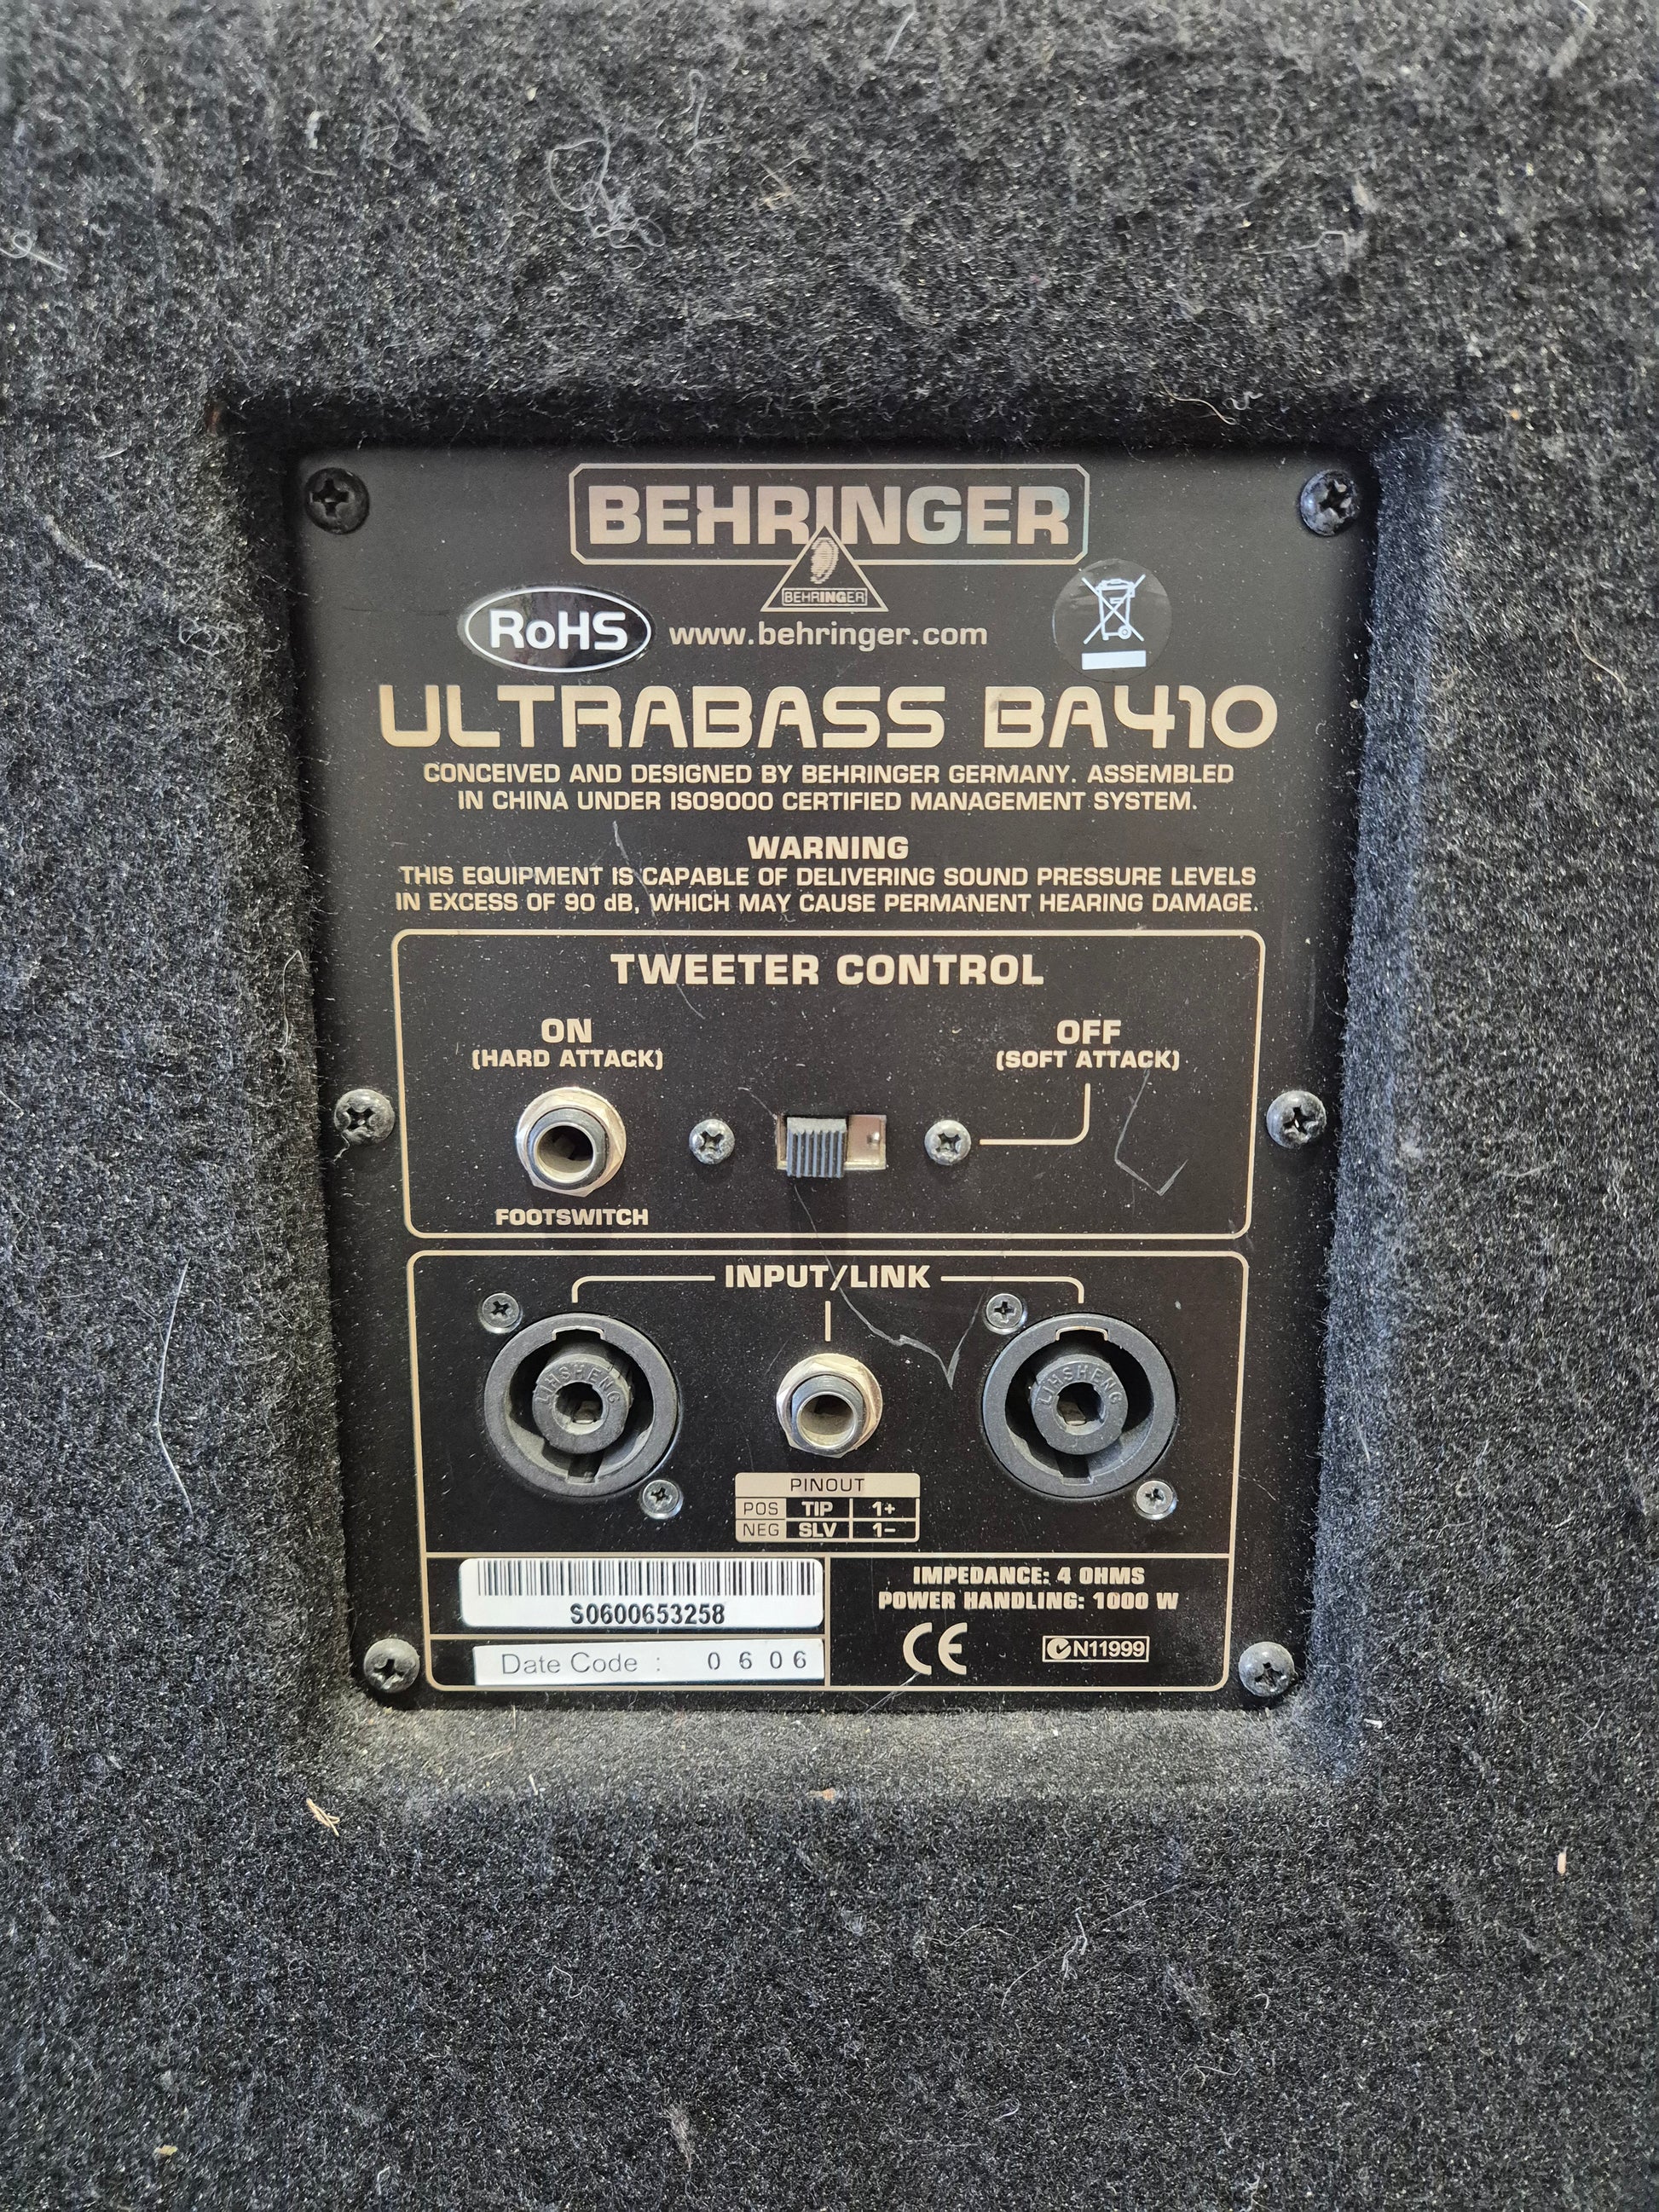 BEHRINGER
BEHRINGER
RoHS www.behringer.com
ULTRABASS BA410
CONCEIVED AND DESIGNED BY BEHRINGER GERMANY. ASSEMBLED
IN CHINA UNDER ISO9000 CERTIFIED MANAGEMENT SYSTEM.
WARNING
THIS EQUIPMENT IS CAPABLE OF DELIVERING SOUND PRESSURE LEVELS
IN EXCESS OF 90 dB, WHICH MAY CAUSE PERMANENT HEARING DAMAGE.
TWEETER CONTROL
ON
(HARD ATTACK)
OFF
(SOFT ATTACK)
FOOTSWITCH
INPUT/LINK
LIHSHENG
LIHSHENG
PINOUT
POS TIP 1+
NEG SLV 1-
S0600653258
Date Code : 0606
IMPEDANCE: 4 OHMS
POWER HANDLING: 1000 W
CE N11999